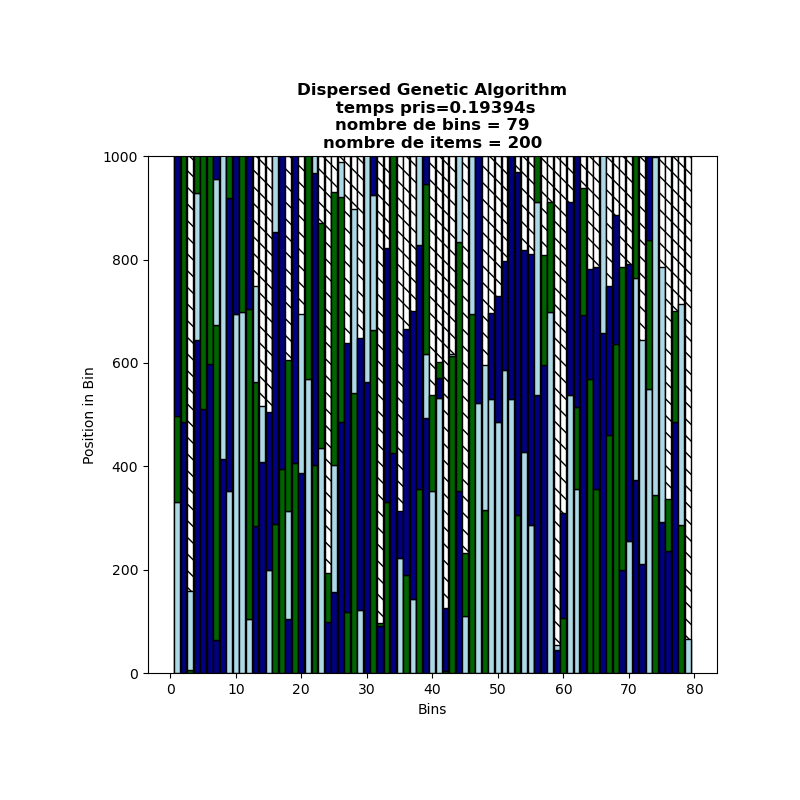 Dispersed Genetic Algorithm
temps pris=0.19394s
nombre de bins = 79
nombre de items = 200
1000
800
600
400
200
0
Position in Bin
0 10 20 30 40 50 60 70 80
Bins